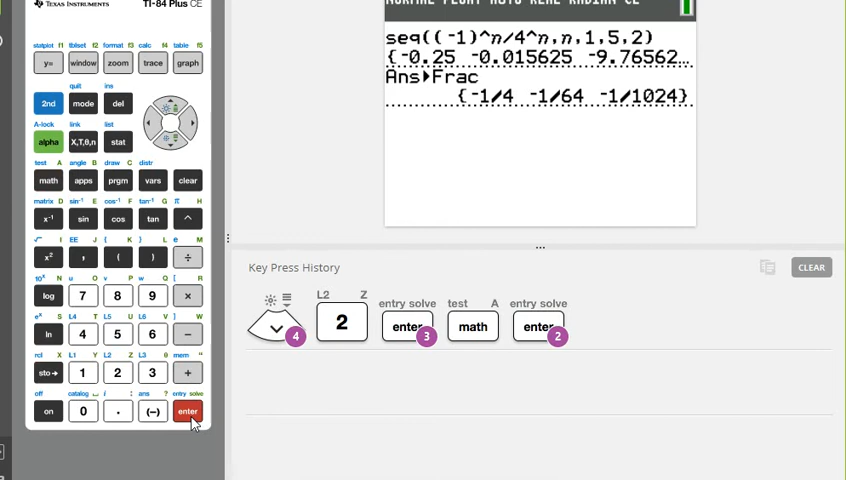 TEXAS INSTRUMENTS
TI-84 Plus CE
NORMAL FLOAT AUTO REAL RADIAN CL
seq((-1)^n/4^n,n,1,5,2)
{-0.25 -0.015625 -9.76562…
Ans▸Frac
{-1/4 -1/64 -1/1024}
statplot f1 tblset f2 format f3 calc f4 table f5
y= window zoom trace graph
quit ins
2nd mode del
A-lock link list
alpha X,T,θ,n stat
test A angle B draw C distr
math apps prgm vars clear
matrix D sin⁻¹ E cos⁻¹ F tan⁻¹ G π H
x⁻¹ sin cos tan ^
√ I EE J { K } L e M
x² , ( ) ÷
10ˣ N u O v P w Q [ R
log 7 8 9 ×
eˣ S L4 T L5 U L6 V ] W
ln 4 5 6 −
rcl X L1 Y L2 Z L3 θ mem "
sto→ 1 2 3 +
off catalog ⎵ i : ans ? entry solve
on 0 . (−) enter
Key Press History
CLEAR
L2 Z entry solve test A entry solve
4 2 enter 3 math enter 2